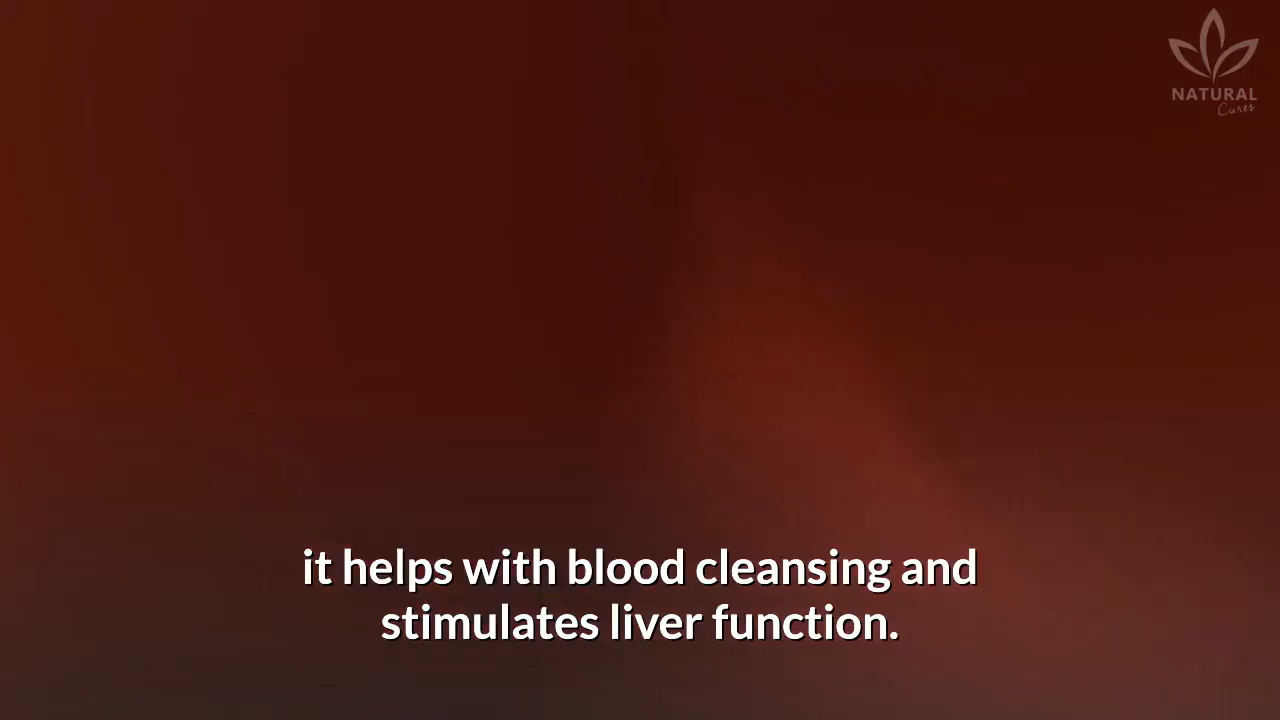 NATURAL
Cures
it helps with blood cleansing and
stimulates liver function.